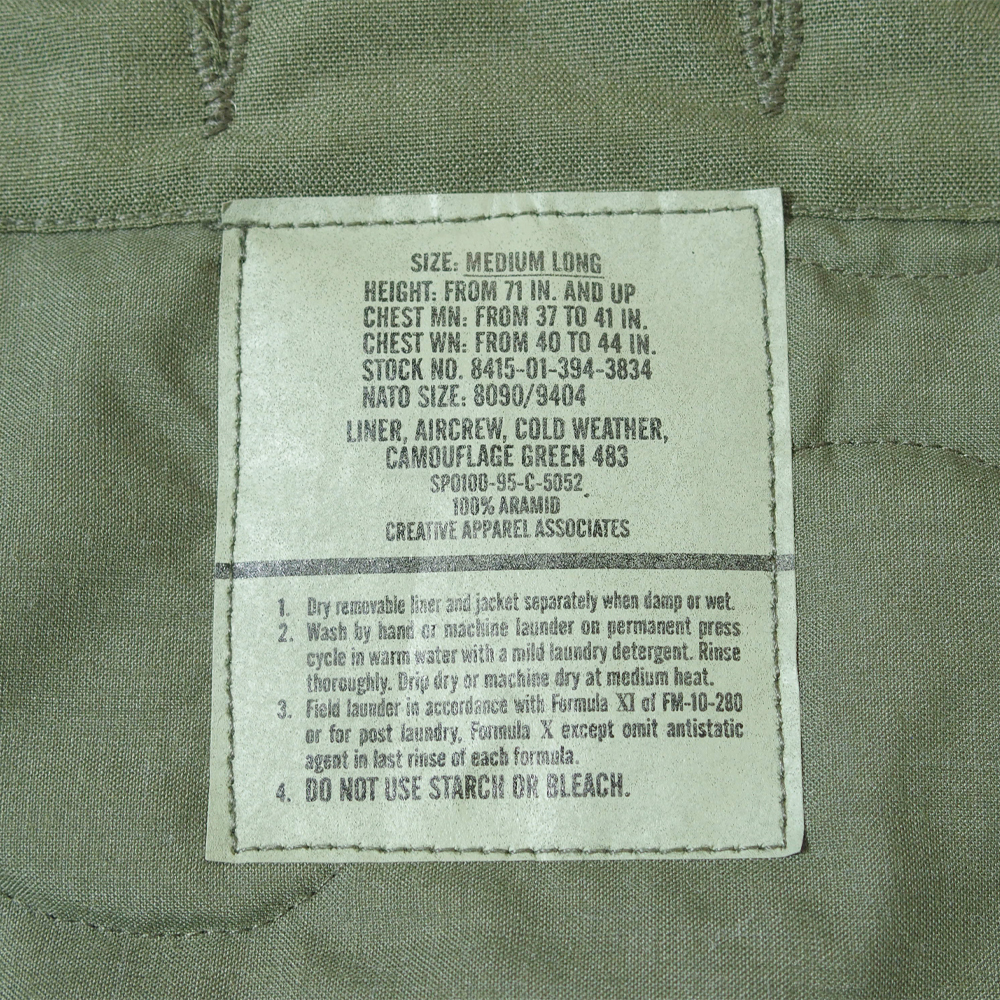 SIZE: MEDIUM LONG
HEIGHT: FROM 71 IN. AND UP
CHEST MN: FROM 37 TO 41 IN.
CHEST WN: FROM 40 TO 44 IN.
STOCK NO. 8415-01-394-3834
NATO SIZE: 8090/9404
LINER, AIRCREW, COLD WEATHER,
CAMOUFLAGE GREEN 483
SPO100-95-C-5052
100% ARAMID
CREATIVE APPAREL ASSOCIATES
1. Dry removable liner and jacket separately when damp or wet.
2. Wash by hand or machine launder on permanent press
cycle in warm water with a mild laundry detergent. Rinse
thoroughly. Drip dry or machine dry at medium heat.
3. Field launder in accordance with Formula XI of FM-10-280
or for post laundry, Formula X except omit antistatic
agent in last rinse of each formula.
4. DO NOT USE STARCH OR BLEACH.